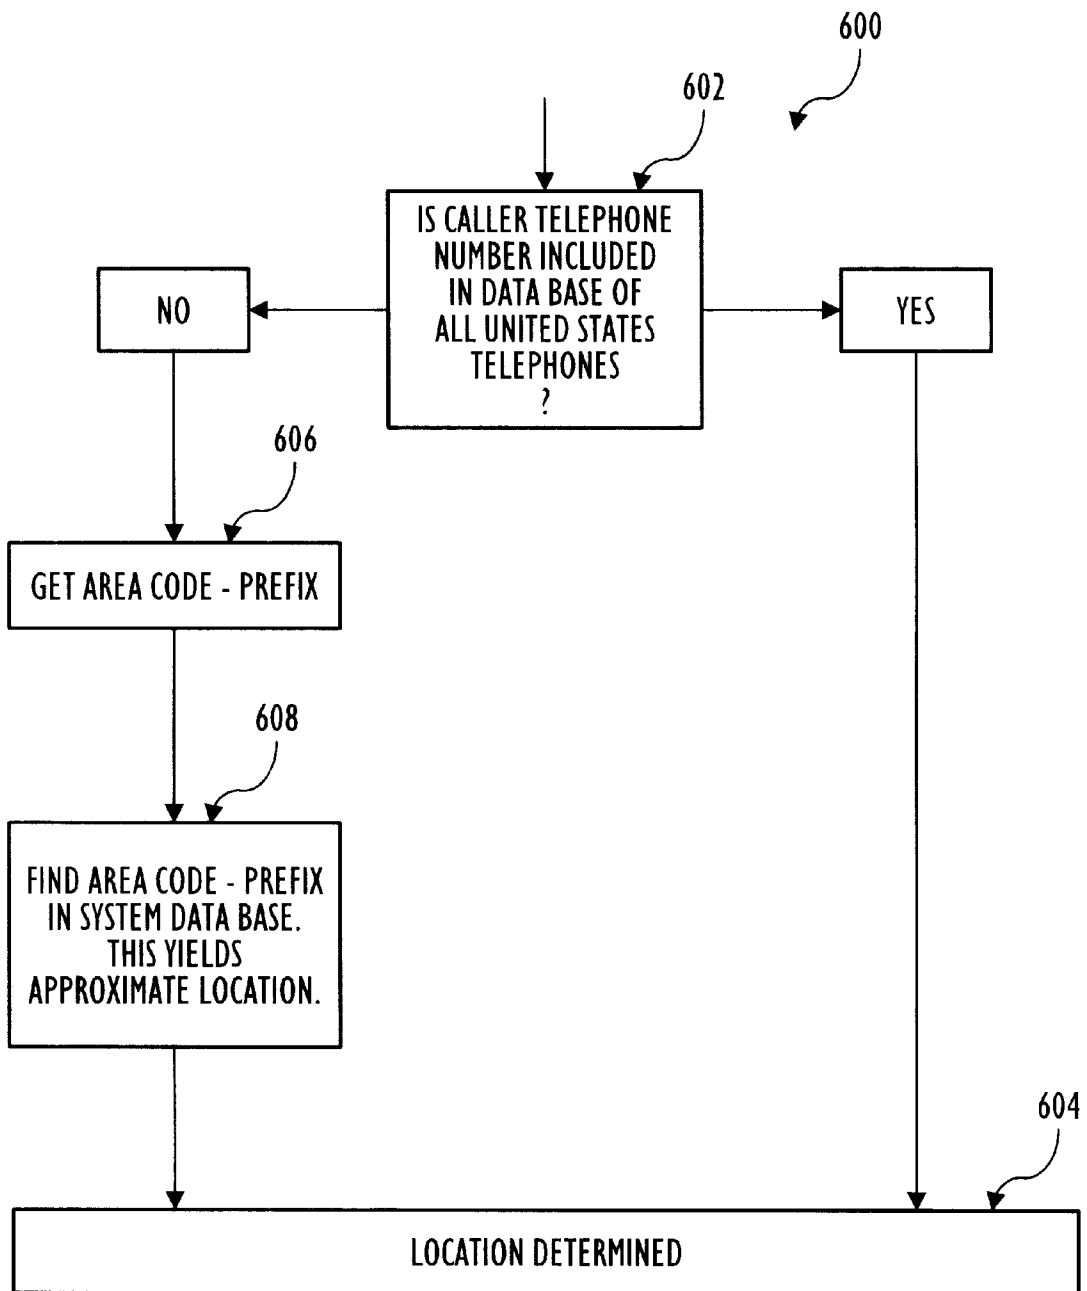 600
602
IS CALLER TELEPHONE
NUMBER INCLUDED
IN DATA BASE OF
ALL UNITED STATES
TELEPHONES
?
NO
YES
606
GET AREA CODE - PREFIX
608
FIND AREA CODE - PREFIX
IN SYSTEM DATA BASE.
THIS YIELDS
APPROXIMATE LOCATION.
604
LOCATION DETERMINED